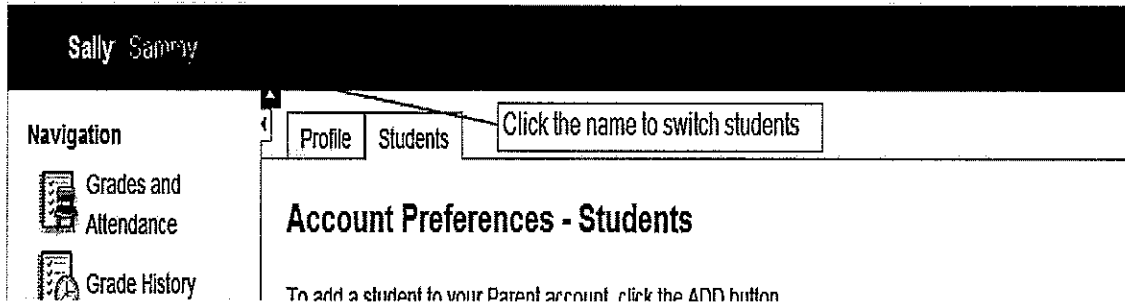 Sally Sammy
Click the name to switch students
Navigation
Profile Students
Grades and
Attendance
Account Preferences - Students
Grade History
To add a student to your Parent account, click the ADD button